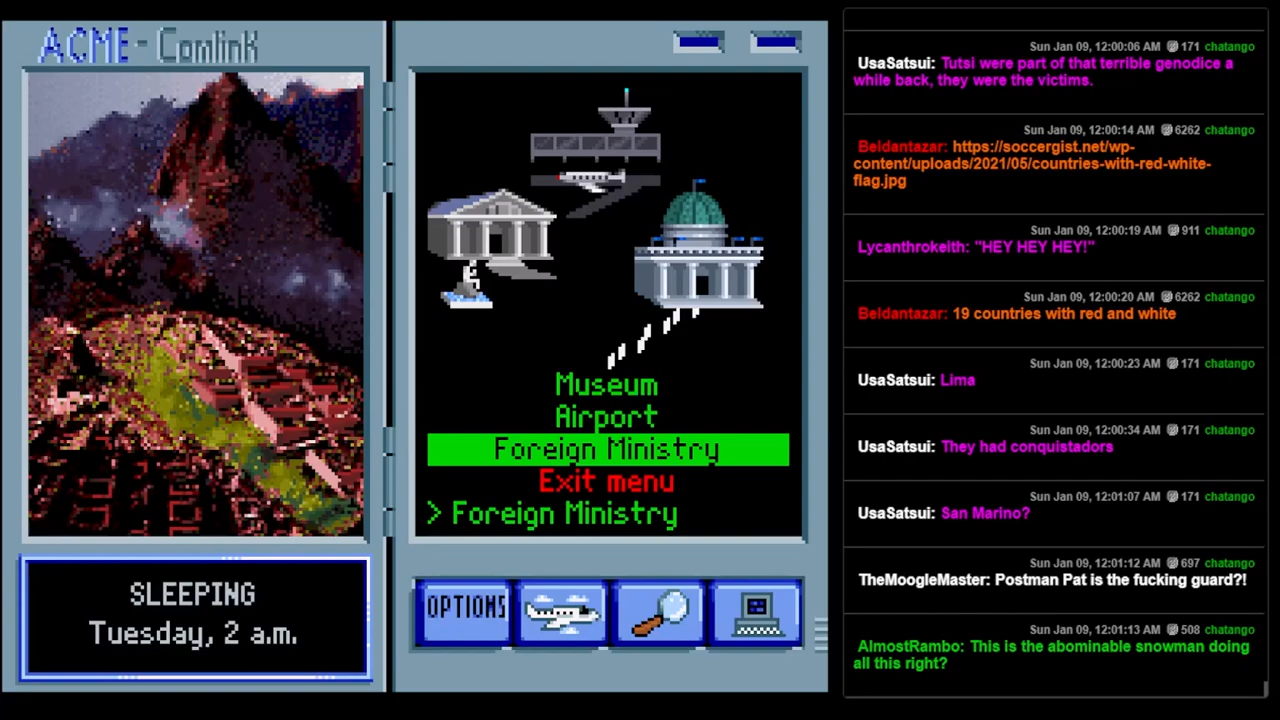 ACME - ComlinK
Museum
Airport
Foreign Ministry
Exit menu
> Foreign Ministry
SLEEPING
Tuesday, 2 a.m.
OPTIONS
Sun Jan 09, 12:00:06 AM 171 chatango
UsaSatsui: Tutsi were part of that terrible genodice a
while back, they were the victims.
Sun Jan 09, 12:00:14 AM 6262 chatango
Beldantazar: https://soccergist.net/wp-
content/uploads/2021/05/countries-with-red-white-
flag.jpg
Sun Jan 09, 12:00:19 AM 911 chatango
Lycanthrokeith: "HEY HEY HEY!"
Sun Jan 09, 12:00:20 AM 6262 chatango
Beldantazar: 19 countries with red and white
Sun Jan 09, 12:00:23 AM 171 chatango
UsaSatsui: Lima
Sun Jan 09, 12:00:34 AM 171 chatango
UsaSatsui: They had conquistadors
Sun Jan 09, 12:01:07 AM 171 chatango
UsaSatsui: San Marino?
Sun Jan 09, 12:01:12 AM 697 chatango
TheMoogleMaster: Postman Pat is the fucking guard?!
Sun Jan 09, 12:01:13 AM 508 chatango
AlmostRambo: This is the abominable snowman doing
all this right?